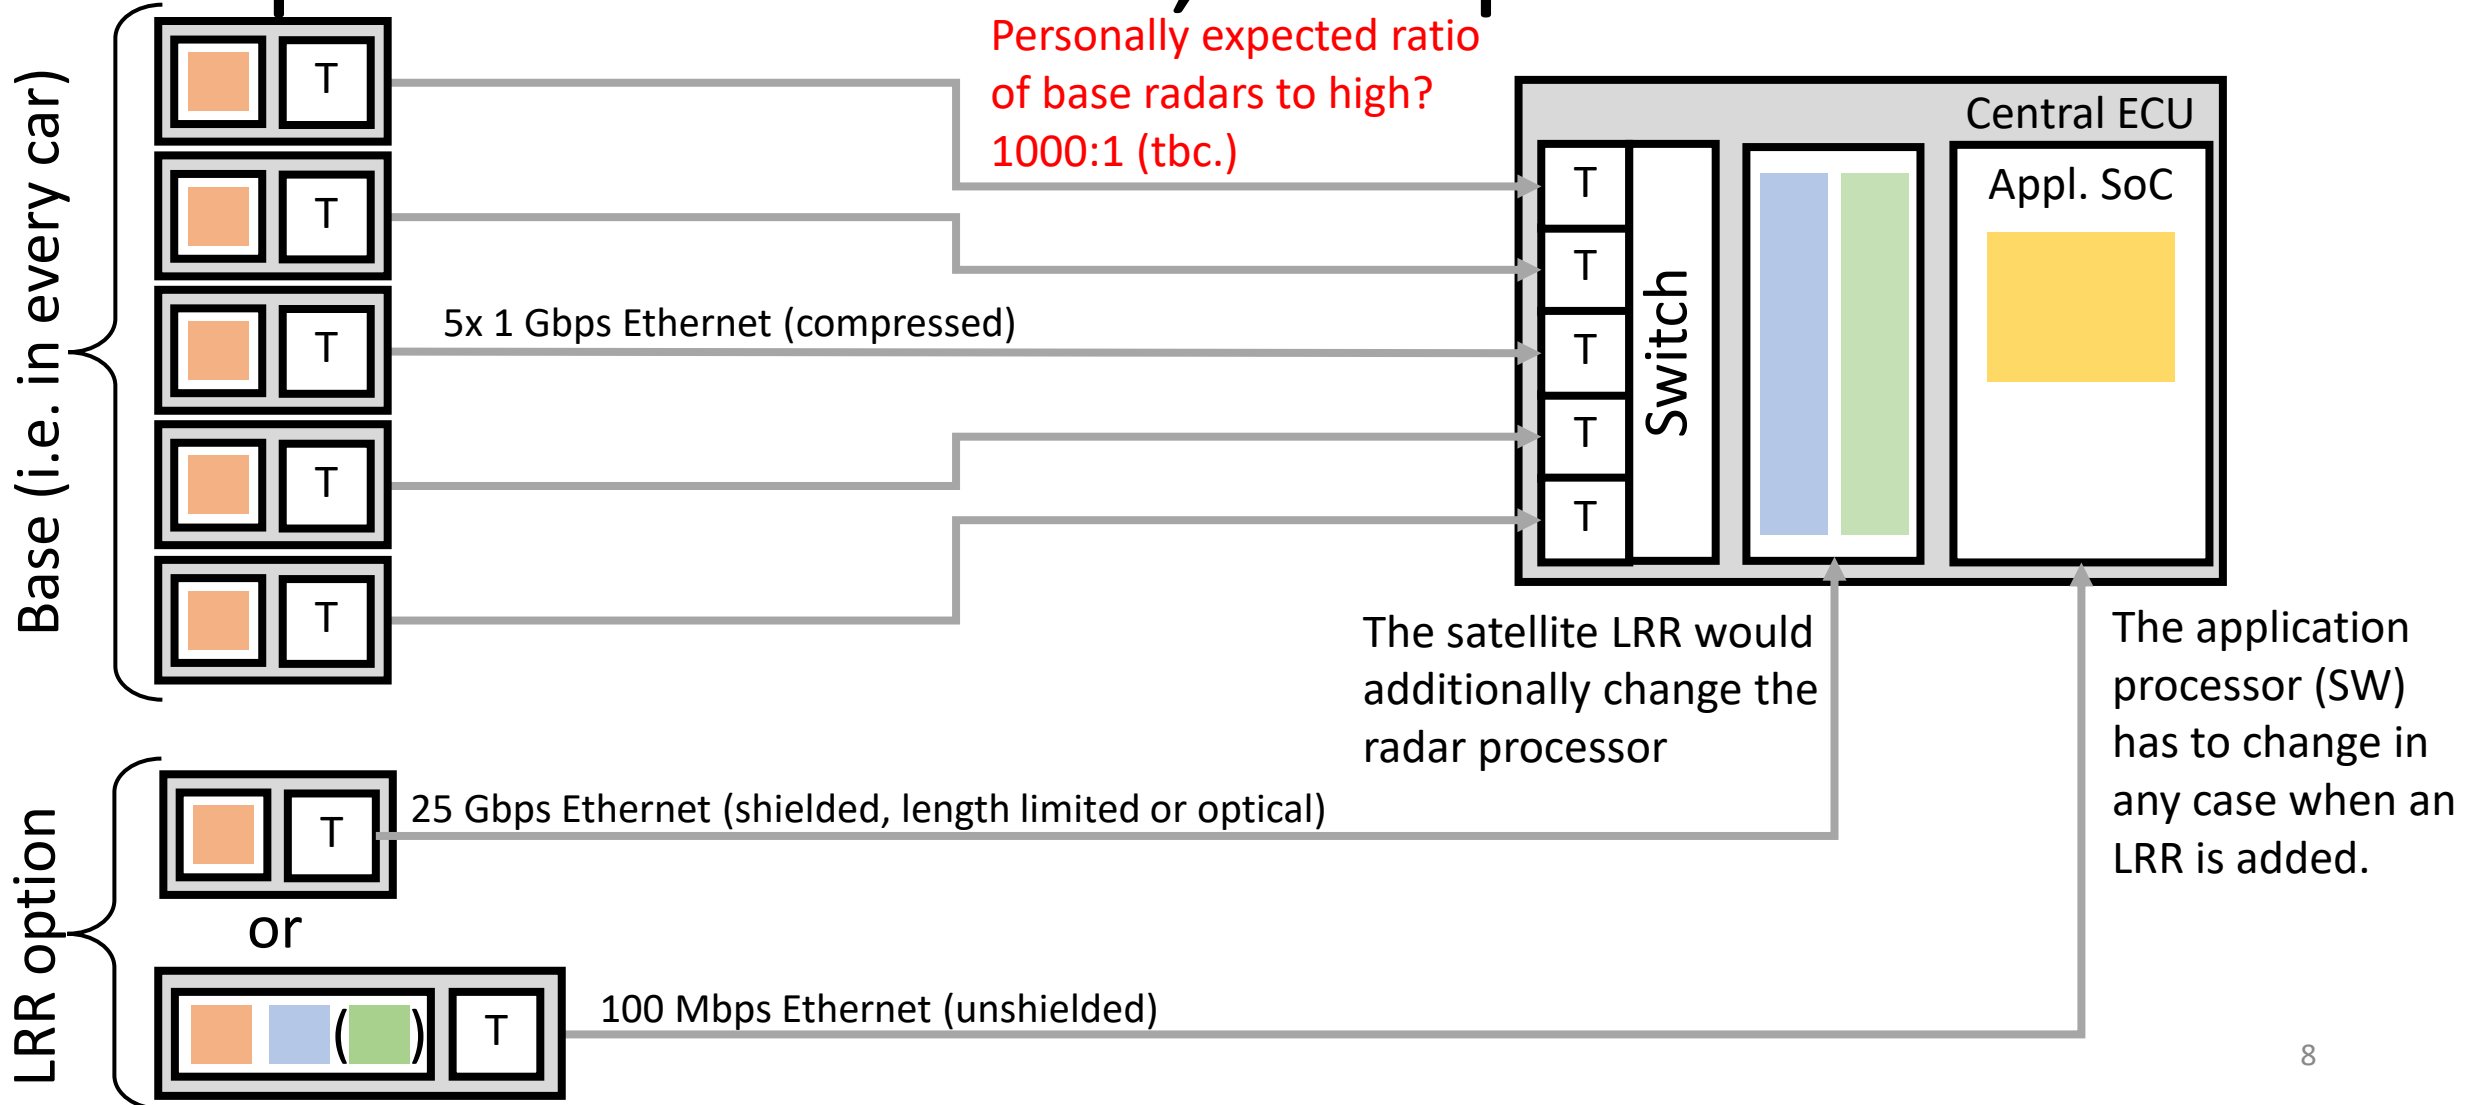 Personally expected ratio
of base radars to high?
1000:1 (tbc.)
Base (i.e. in every car)
T
T
T
T
T
5x 1 Gbps Ethernet (compressed)
Central ECU
T
T
T
T
T
Switch
Appl. SoC
The satellite LRR would
additionally change the
radar processor
The application
processor (SW)
has to change in
any case when an
LRR is added.
LRR option
T
25 Gbps Ethernet (shielded, length limited or optical)
or
( )
T
100 Mbps Ethernet (unshielded)
8